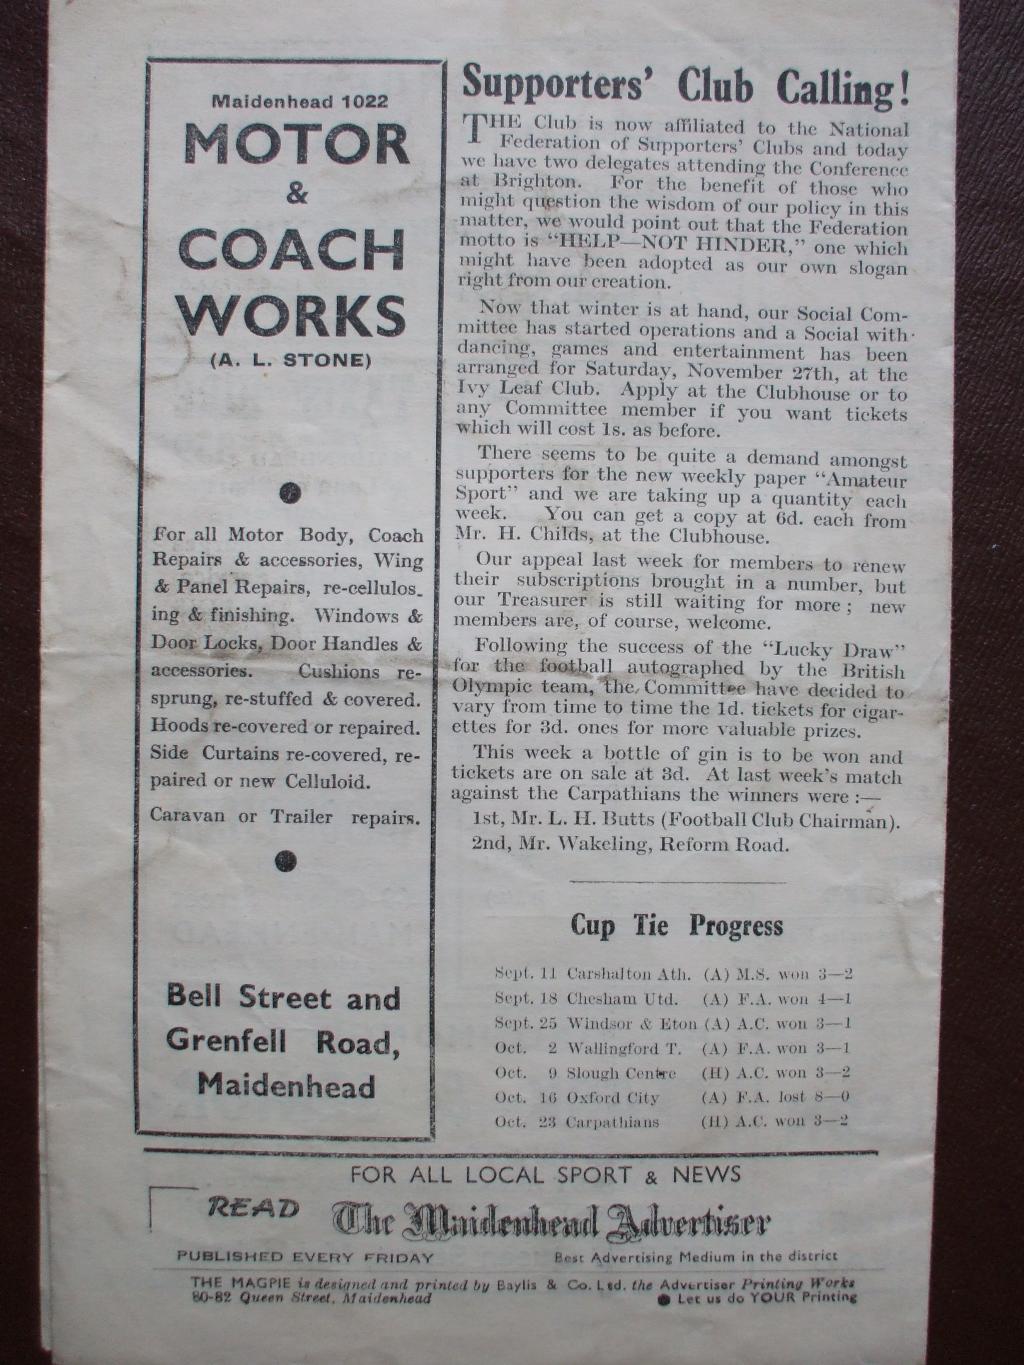 Maidenhead 1022
MOTOR
&
COACH
WORKS
(A. L. STONE)
For all Motor Body, Coach
Repairs & accessories, Wing
& Panel Repairs, re-cellulos-
ing & finishing. Windows &
Door Locks, Door Handles &
accessories. Cushions re-
sprung, re-stuffed & covered.
Hoods re-covered or repaired.
Side Curtains re-covered, re-
paired or new Celluloid.
Caravan or Trailer repairs.
Bell Street and
Grenfell Road,
Maidenhead
Supporters' Club Calling!
THE Club is now affiliated to the National
Federation of Supporters' Clubs and today
we have two delegates attending the Conference
at Brighton. For the benefit of those who
might question the wisdom of our policy in this
matter, we would point out that the Federation
motto is "HELP—NOT HINDER," one which
might have been adopted as our own slogan
right from our creation.
Now that winter is at hand, our Social Com-
mittee has started operations and a Social with
dancing, games and entertainment has been
arranged for Saturday, November 27th, at the
Ivy Leaf Club. Apply at the Clubhouse or to
any Committee member if you want tickets
which will cost 1s. as before.
There seems to be quite a demand amongst
supporters for the new weekly paper "Amateur
Sport" and we are taking up a quantity each
week. You can get a copy at 6d. each from
Mr. H. Childs, at the Clubhouse.
Our appeal last week for members to renew
their subscriptions brought in a number, but
our Treasurer is still waiting for more; new
members are, of course, welcome.
Following the success of the "Lucky Draw"
for the football autographed by the British
Olympic team, the Committee have decided to
vary from time to time the 1d. tickets for cigar-
ettes for 3d. ones for more valuable prizes.
This week a bottle of gin is to be won and
tickets are on sale at 3d. At last week's match
against the Carpathians the winners were :—
1st, Mr. L. H. Butts (Football Club Chairman).
2nd, Mr. Wakeling, Reform Road.
Cup Tie Progress
Sept. 11 Carshalton Ath. (A) M.S. won 3—2
Sept. 18 Chesham Utd. (A) F.A. won 4—1
Sept. 25 Windsor & Eton (A) A.C. won 3—1
Oct. 2 Wallingford T. (A) F.A. won 3—1
Oct. 9 Slough Centre (H) A.C. won 3—2
Oct. 16 Oxford City (A) F.A. lost 8—0
Oct. 23 Carpathians (H) A.C. won 3—2
FOR ALL LOCAL SPORT & NEWS
READ The Maidenhead Advertiser
PUBLISHED EVERY FRIDAY Best Advertising Medium in the district
THE MAGPIE is designed and printed by Baylis & Co. Ltd. the Advertiser Printing Works
80-82 Queen Street, Maidenhead ● Let us do YOUR Printing